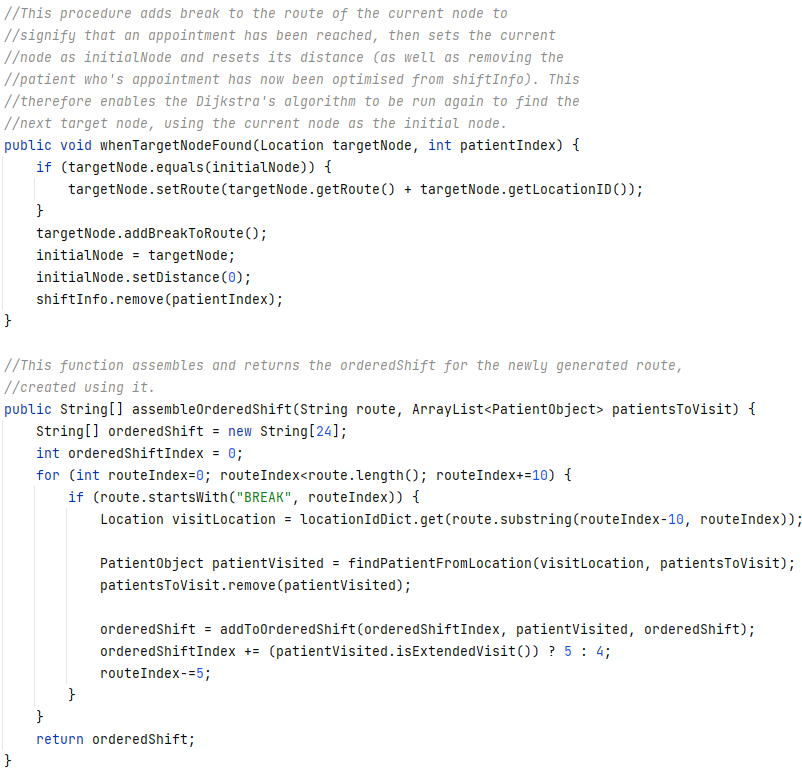 //This procedure adds break to the route of the current node to
//signify that an appointment has been reached, then sets the current
//node as initialNode and resets its distance (as well as removing the
//patient who's appointment has now been optimised from shiftInfo). This
//therefore enables the Dijkstra's algorithm to be run again to find the
//next target node, using the current node as the initial node.
public void whenTargetNodeFound(Location targetNode, int patientIndex) {
    if (targetNode.equals(initialNode)) {
        targetNode.setRoute(targetNode.getRoute() + targetNode.getLocationID());
    }
    targetNode.addBreakToRoute();
    initialNode = targetNode;
    initialNode.setDistance(0);
    shiftInfo.remove(patientIndex);
}

//This function assembles and returns the orderedShift for the newly generated route,
//created using it.
public String[] assembleOrderedShift(String route, ArrayList<PatientObject> patientsToVisit) {
    String[] orderedShift = new String[24];
    int orderedShiftIndex = 0;
    for (int routeIndex=0; routeIndex<route.length(); routeIndex+=10) {
        if (route.startsWith("BREAK", routeIndex)) {
            Location visitLocation = locationIdDict.get(route.substring(routeIndex-10, routeIndex));

            PatientObject patientVisited = findPatientFromLocation(visitLocation, patientsToVisit);
            patientsToVisit.remove(patientVisited);

            orderedShift = addToOrderedShift(orderedShiftIndex, patientVisited, orderedShift);
            orderedShiftIndex += (patientVisited.isExtendedVisit()) ? 5 : 4;
            routeIndex-=5;
        }
    }
    return orderedShift;
}